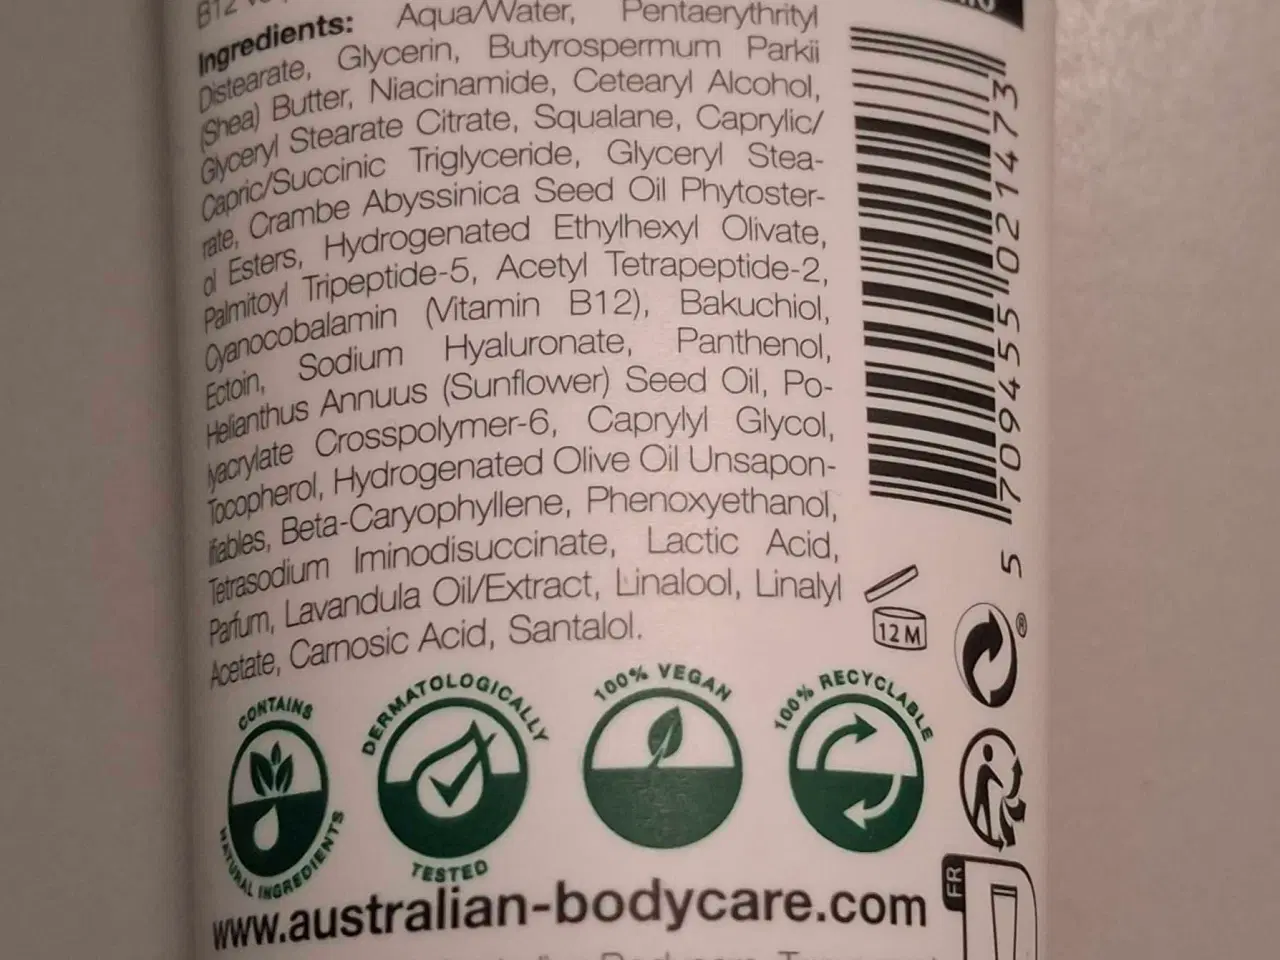 B12
Ingredients: Aqua/Water, Pentaerythrityl
Distearate, Glycerin, Butyrospermum Parkii
(Shea) Butter, Niacinamide, Cetearyl Alcohol,
Glyceryl Stearate Citrate, Squalane, Caprylic/
Capric/Succinic Triglyceride, Glyceryl Stea-
rate, Crambe Abyssinica Seed Oil Phytoster-
ol Esters, Hydrogenated Ethylhexyl Olivate,
Palmitoyl Tripeptide-5, Acetyl Tetrapeptide-2,
Cyanocobalamin (Vitamin B12), Bakuchiol,
Ectoin, Sodium Hyaluronate, Panthenol,
Helianthus Annuus (Sunflower) Seed Oil, Po-
lyacrylate Crosspolymer-6, Caprylyl Glycol,
Tocopherol, Hydrogenated Olive Oil Unsapon-
ifiables, Beta-Caryophyllene, Phenoxyethanol,
Tetrasodium Iminodisuccinate, Lactic Acid,
Parfum, Lavandula Oil/Extract, Linalool, Linalyl
Acetate, Carnosic Acid, Santalol.
5 709455 021473
12 M
®
CONTAINS NATURAL INGREDIENTS
DERMATOLOGICALLY TESTED
100% VEGAN
100% RECYCLABLE
FR
www.australian-bodycare.com